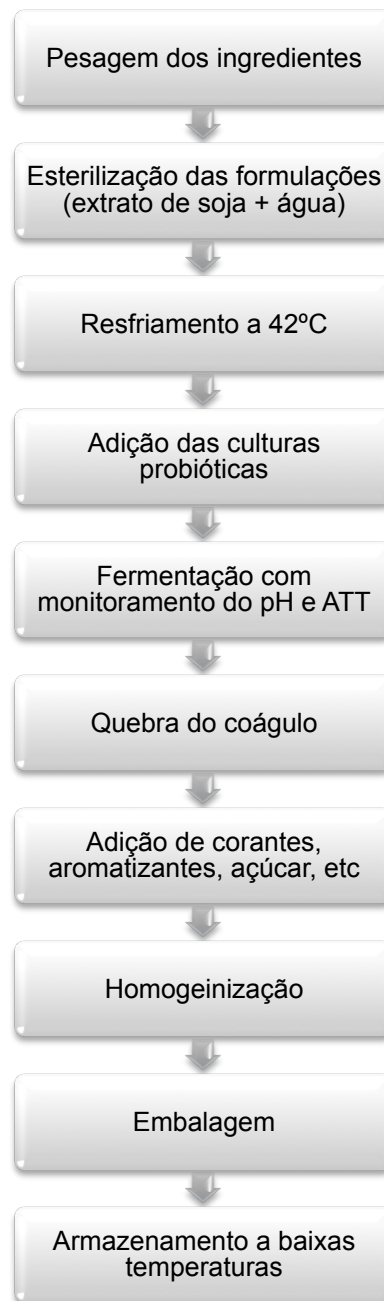 Pesagem dos ingredientes
Esterilização das formulações
(extrato de soja + água)
Resfriamento a 42ºC
Adição das culturas
probióticas
Fermentação com
monitoramento do pH e ATT
Quebra do coágulo
Adição de corantes,
aromatizantes, açúcar, etc
Homogeinização
Embalagem
Armazenamento a baixas
temperaturas